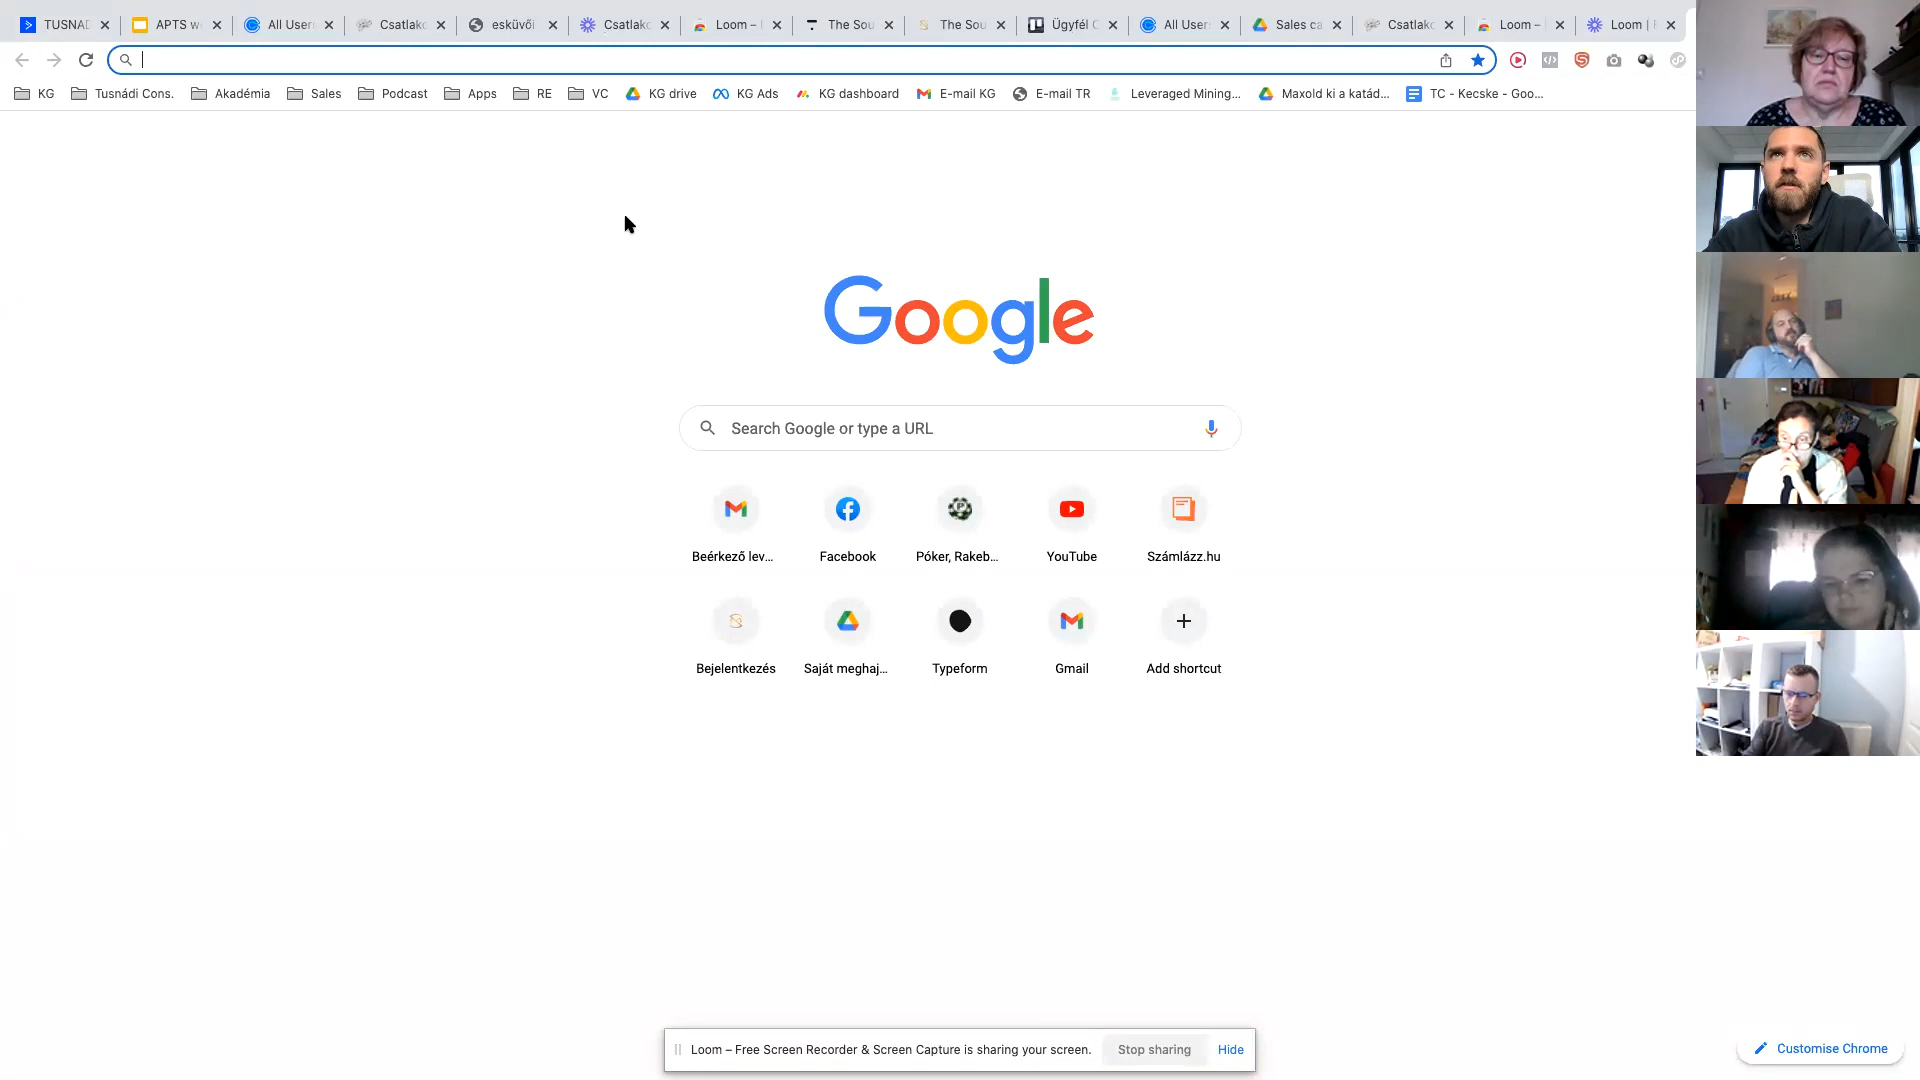 TUSNAD
APTS w
All User
Csatlako
esküvői
Csatlako
Loom –
The Sou
The Sou
Ügyfél
All User
Sales ca
Csatlako
Loom –
Loom |
KG
Tusnádi Cons.
Akadémia
Sales
Podcast
Apps
RE
VC
KG drive
KG Ads
KG dashboard
E-mail KG
E-mail TR
Leveraged Mining...
Maxold ki a katád...
TC - Kecske - Goo...
Google
Search Google or type a URL
Beérkező lev...
Facebook
Póker, Rakeb...
YouTube
Számlázz.hu
Bejelentkezés
Saját meghaj...
Typeform
Gmail
Add shortcut
Loom – Free Screen Recorder & Screen Capture is sharing your screen.
Stop sharing
Hide
Customise Chrome